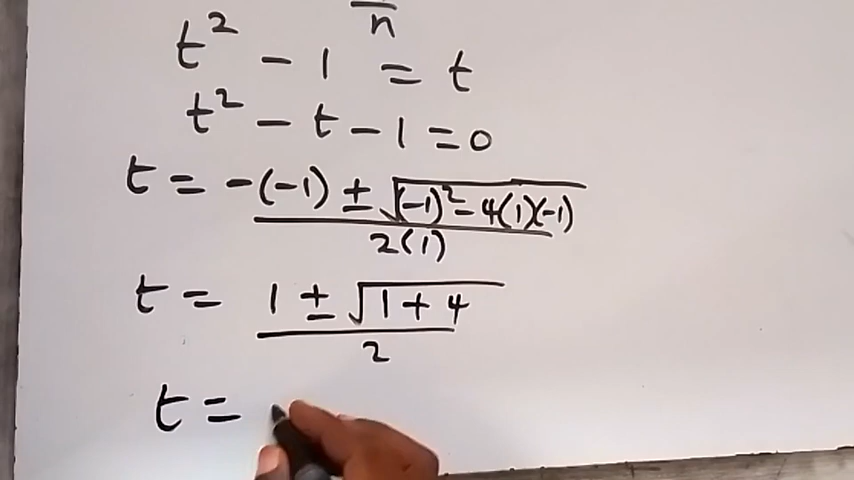 n
t² - 1 = t
t² - t - 1 = 0
t = -(-1) ± √(-1)² - 4(1)(-1)
2(1)
t = 1 ± √1 + 4
2
t =